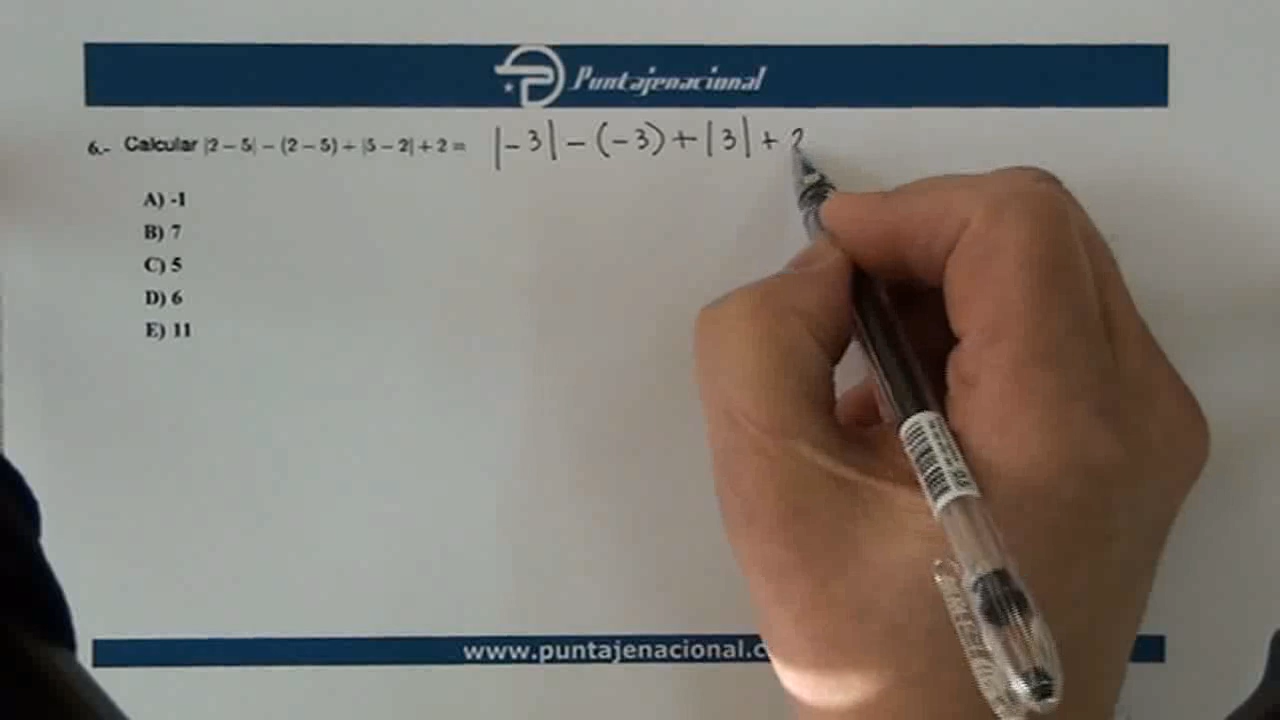 Puntajenacional
6.- Calcular |2 – 5| – (2 – 5) + |5 – 2| + 2 = |-3| - (-3) + |3| + 2
A) -1
B) 7
C) 5
D) 6
E) 11
www.puntajenacional.c